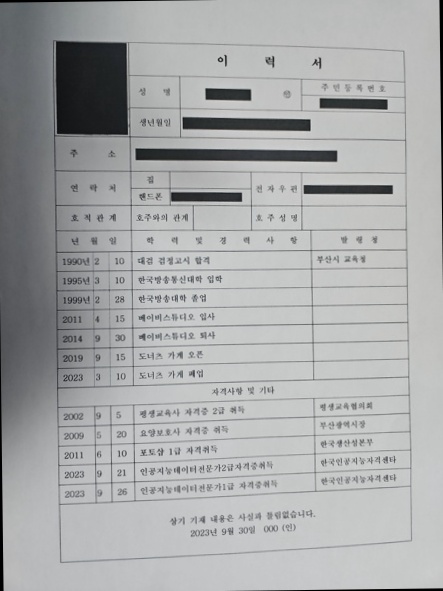 이 력 서
성 명 ㊞ 주민등록번호
생년월일
주 소
연락처 집 전자우편
핸드폰
호적관계 호주와의 관계 호주성명
년 월 일 학 력 및 경 력 사 항 발 령 청
1990년 2 10 대검 검정고시 합격 부산시 교육청
1995년 3 10 한국방송통신대학 입학
1999년 2 28 한국방송대학 졸업
2011 4 15 베이비스튜디오 입사
2014 9 30 베이비스튜디오 퇴사
2019 9 15 도너츠 가게 오픈
2023 3 10 도너츠 가게 폐업
자격사항 및 기타
2002 9 5 평생교육사 자격증 2급 취득 평생교육협의회
2009 5 20 요양보호사 자격증 취득 부산광역시장
2011 6 10 포토샵 1급 자격취득 한국생산성본부
2023 9 21 인공지능데이터전문가2급자격증취득 한국인공지능자격센타
2023 9 26 인공지능데이터전문가1급 자격증취득 한국인공지능자격센타
상기 기재 내용은 사실과 틀림없습니다.
2023년 9월 30일 000 (인)